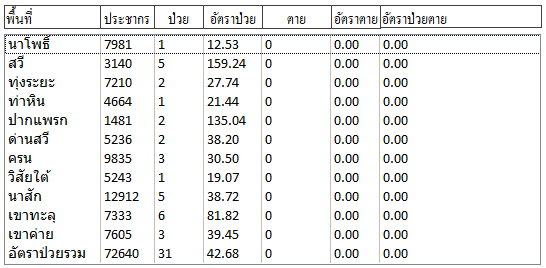 พื้นที่ ประชากร ป่วย อัตราป่วย ตาย อัตราตาย อัตราป่วยตาย
นาโพธิ์ 7981 1 12.53 0 0.00 0.00
สวี 3140 5 159.24 0 0.00 0.00
ทุ่งระยะ 7210 2 27.74 0 0.00 0.00
ท่าหิน 4664 1 21.44 0 0.00 0.00
ปากแพรก 1481 2 135.04 0 0.00 0.00
ด่านสวี 5236 2 38.20 0 0.00 0.00
ครน 9835 3 30.50 0 0.00 0.00
วิสัยใต้ 5243 1 19.07 0 0.00 0.00
นาสัก 12912 5 38.72 0 0.00 0.00
เขาทะลุ 7333 6 81.82 0 0.00 0.00
เขาค่าย 7605 3 39.45 0 0.00 0.00
อัตราป่วยรวม 72640 31 42.68 0 0.00 0.00